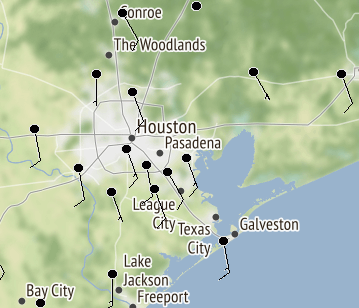 Conroe
The Woodlands
Houston
Pasadena
League
City
Texas
City
Galveston
Lake
Jackson
Bay City
Freeport